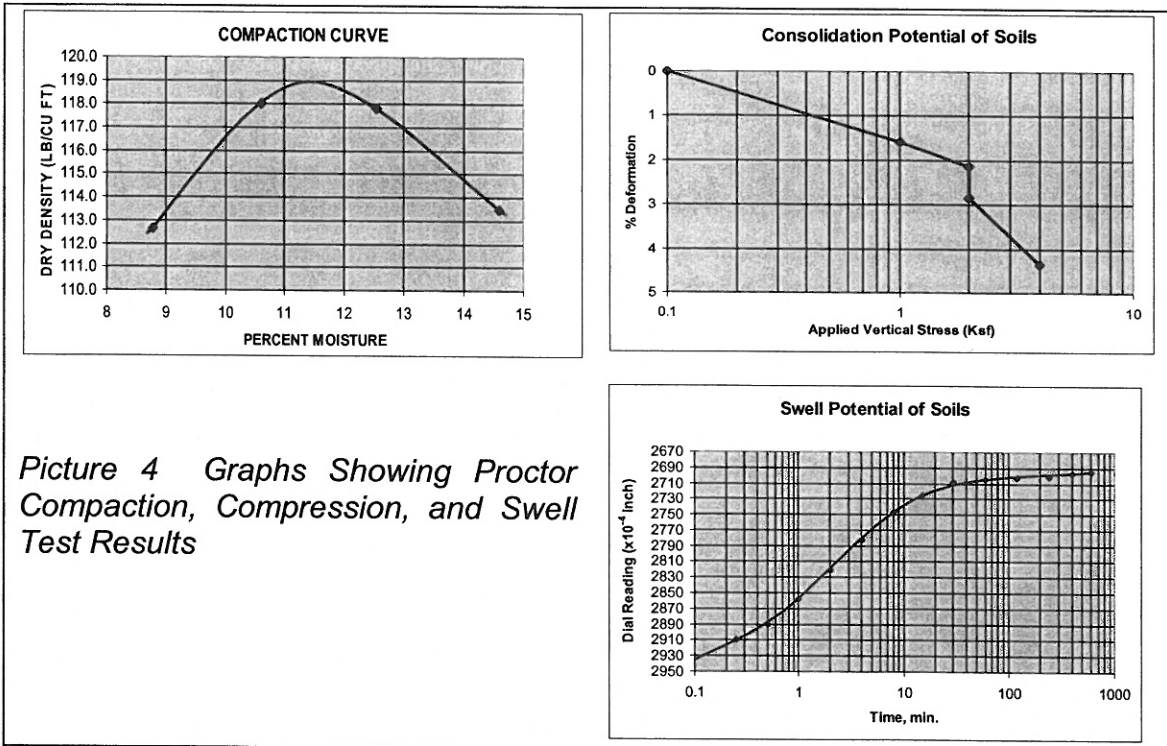 COMPACTION CURVE
120.0
119.0
118.0
117.0
116.0
115.0
114.0
113.0
112.0
111.0
110.0
DRY DENSITY (LB/CU FT)
8 9 10 11 12 13 14 15
PERCENT MOISTURE
Consolidation Potential of Soils
0
1
2
3
4
5
% Deformation
0.1 1 10
Applied Vertical Stress (Ksf)
Picture 4 Graphs Showing Proctor
Compaction, Compression, and Swell
Test Results
Swell Potential of Soils
2670
2690
2710
2730
2750
2770
2790
2810
2830
2850
2870
2890
2910
2930
2950
Dial Reading (x10⁻⁴ inch)
0.1 1 10 100 1000
Time, min.